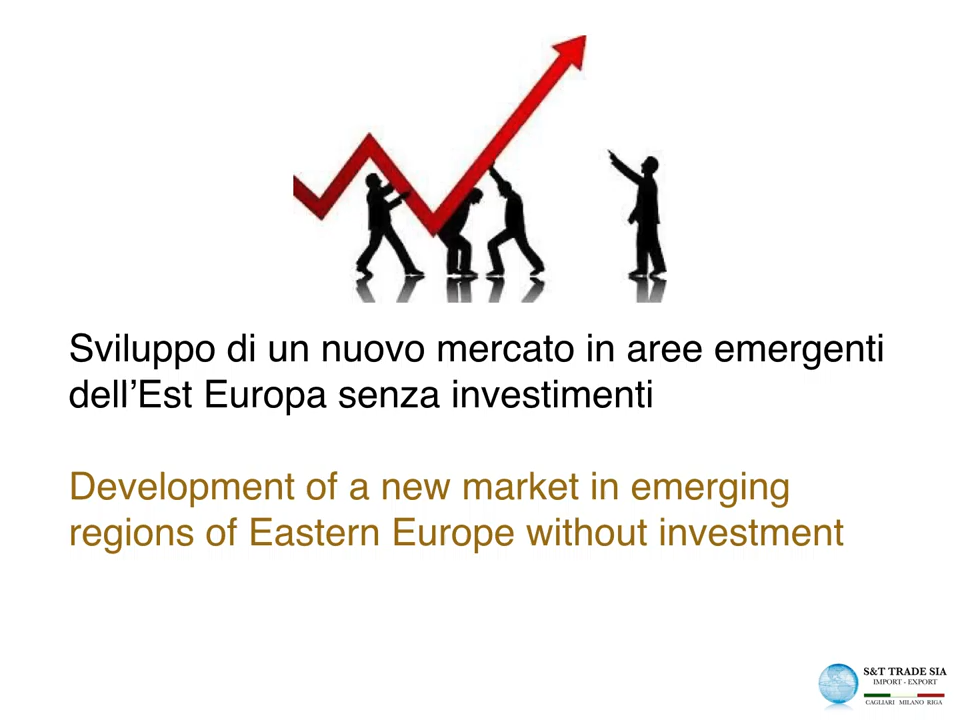 Sviluppo di un nuovo mercato in aree emergenti
dell’Est Europa senza investimenti
Development of a new market in emerging
regions of Eastern Europe without investment
S&T TRADE SIA
IMPORT - EXPORT
CAGLIARI MILANO RIGA